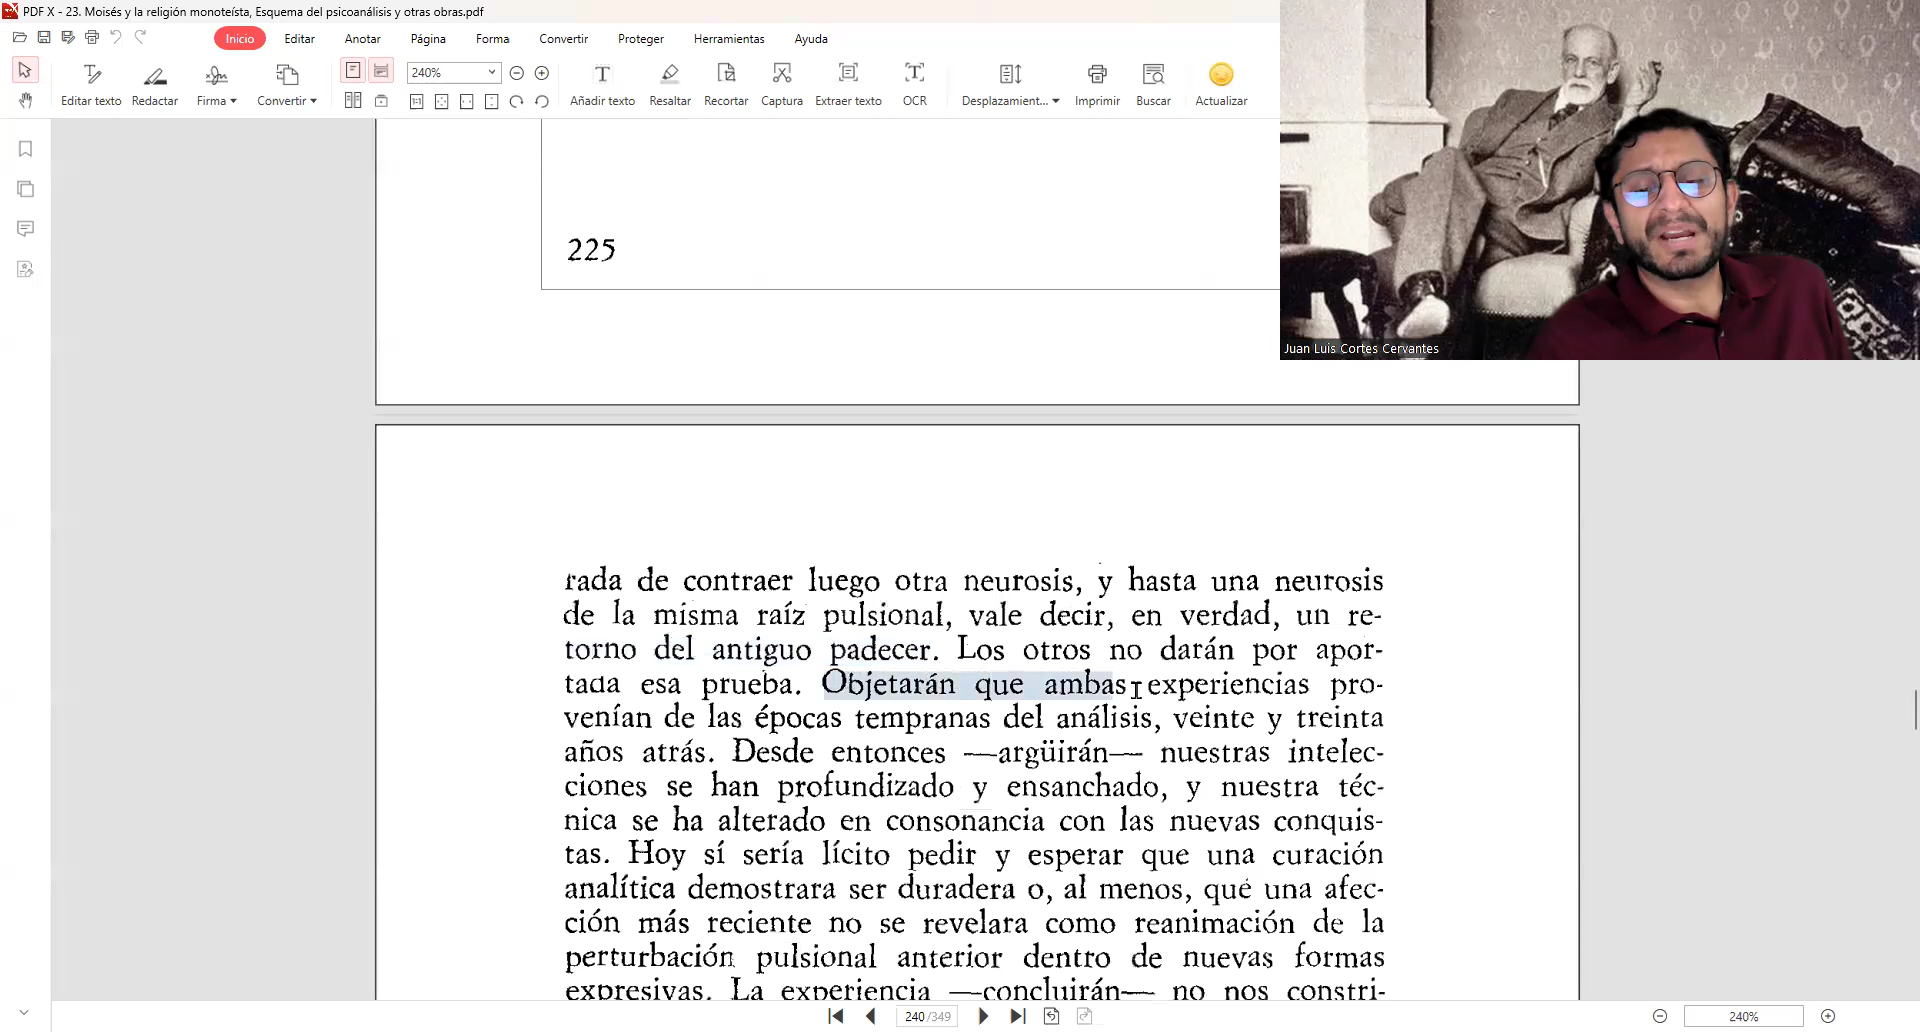 PDF X - 23. Moisés y la religión monoteísta, Esquema del psicoanálisis y otras obras.pdf
Inicio Editar Anotar Página Forma Convertir Proteger Herramientas Ayuda
240%
Editar texto Redactar Firma Convertir Añadir texto Resaltar Recortar Captura Extraer texto OCR Desplazamient... Imprimir Buscar Actualizar
225
Juan Luis Cortes Cervantes
rada de contraer luego otra neurosis, y hasta una neurosis
de la misma raíz pulsional, vale decir, en verdad, un re-
torno del antiguo padecer. Los otros no darán por apor-
tada esa prueba. Objetarán que ambas experiencias pro-
venían de las épocas tempranas del análisis, veinte y treinta
años atrás. Desde entonces —argüirán— nuestras intelec-
ciones se han profundizado y ensanchado, y nuestra téc-
nica se ha alterado en consonancia con las nuevas conquis-
tas. Hoy sí sería lícito pedir y esperar que una curación
analítica demostrara ser duradera o, al menos, que una afec-
ción más reciente no se revelara como reanimación de la
perturbación pulsional anterior dentro de nuevas formas
expresivas. La experiencia —concluirán— no nos constri-
240 /349
240%